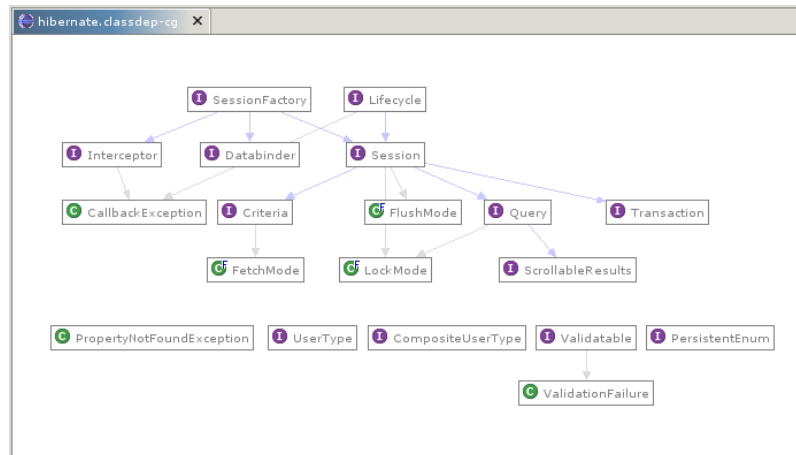 hibernate.classdep-cg
I SessionFactory I Lifecycle
I Interceptor I Databinder I Session
C CallbackException I Criteria C F FlushMode I Query I Transaction
C F FetchMode C F LockMode I ScrollableResults
C PropertyNotFoundException I UserType I CompositeUserType I Validatable I PersistentEnum
C ValidationFailure